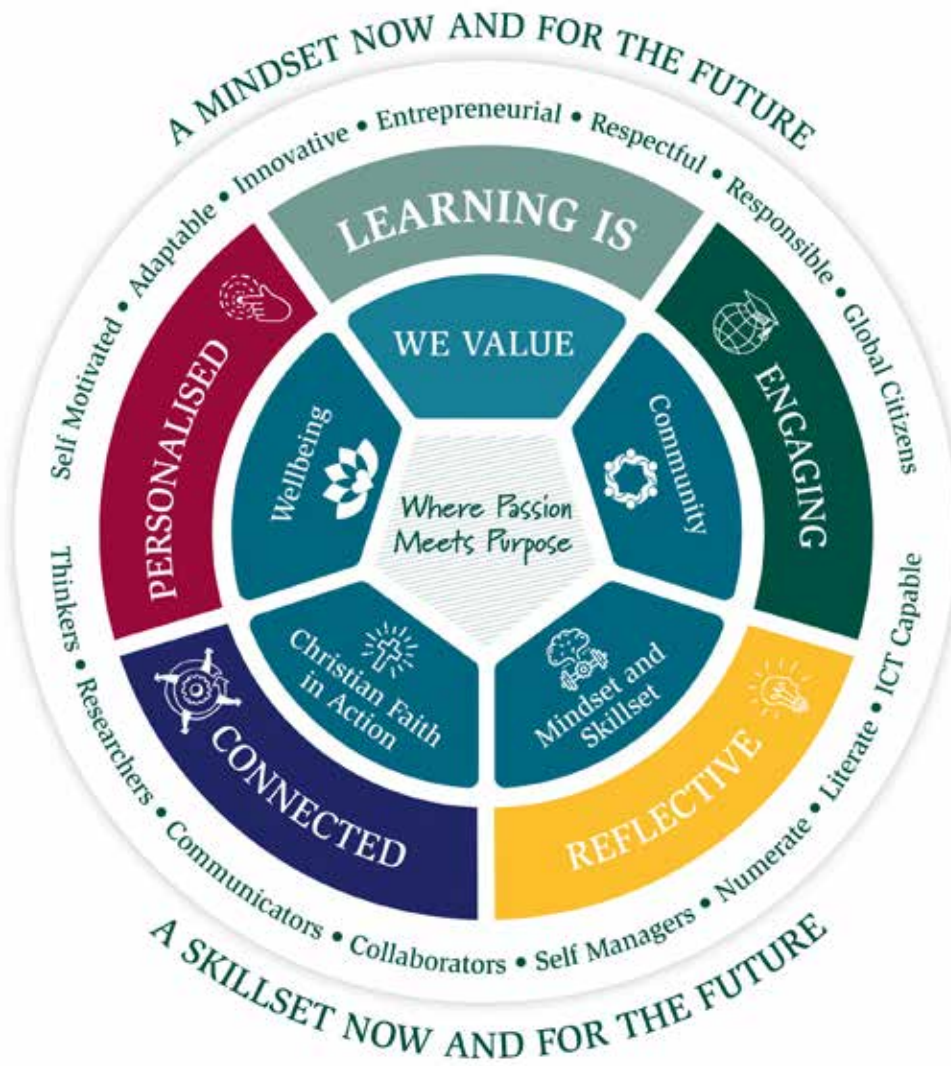 A MINDSET NOW AND FOR THE FUTURE
Self Motivated • Adaptable • Innovative • Entrepreneurial • Respectful • Responsible • Global Citizens
LEARNING IS
PERSONALISED
ENGAGING
REFLECTIVE
CONNECTED
WE VALUE
Wellbeing
Community
Mindset and
Skillset
Christian Faith
in Action
Where Passion
Meets Purpose
Thinkers • Researchers • Communicators • Collaborators • Self Managers • Numerate • Literate • ICT Capable
A SKILLSET NOW AND FOR THE FUTURE